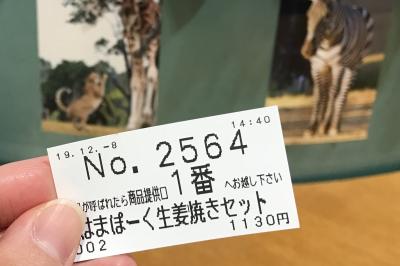 19.12.-8 14:40
No. 2564
が呼ばれたら商品提供口 1番 へお越し下さい
はまぽーく生姜焼きセット
002 1130円